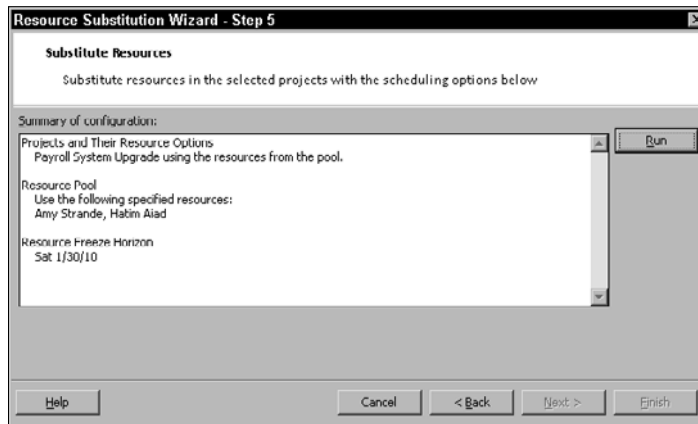 Resource Substitution Wizard - Step 5
Substitute Resources
Substitute resources in the selected projects with the scheduling options below
Summary of configuration:
Projects and Their Resource Options
Payroll System Upgrade using the resources from the pool.
Resource Pool
Use the following specified resources:
Amy Strande, Hatim Aiad
Resource Freeze Horizon
Sat 1/30/10
Run
Help
Cancel
< Back
Next >
Finish